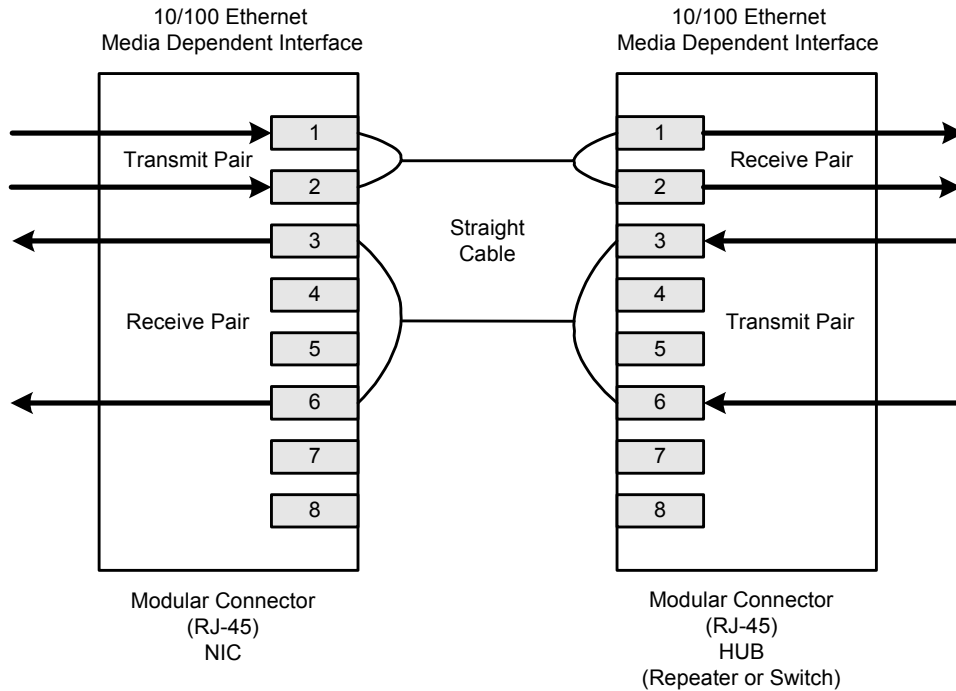 10/100 Ethernet
Media Dependent Interface
10/100 Ethernet
Media Dependent Interface
1
Transmit Pair
2
3
4
Receive Pair
5
6
7
8
Straight
Cable
1
Receive Pair
2
3
4
Transmit Pair
5
6
7
8
Modular Connector
(RJ-45)
NIC
Modular Connector
(RJ-45)
HUB
(Repeater or Switch)